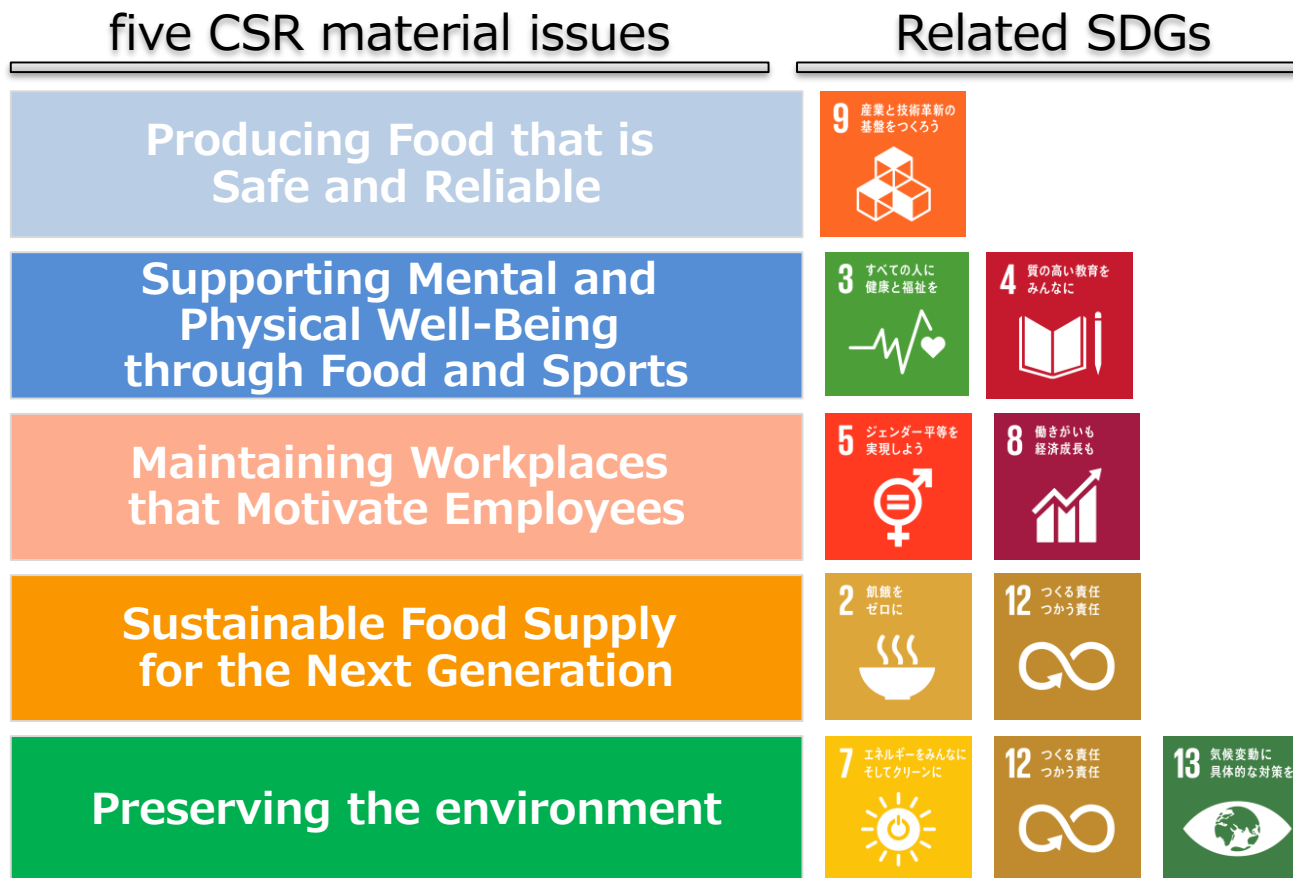 five CSR material issues
Related SDGs
Producing Food that is
Safe and Reliable
9 産業と技術革新の
基盤をつくろう
Supporting Mental and
Physical Well-Being
through Food and Sports
3 すべての人に
健康と福祉を
4 質の高い教育を
みんなに
Maintaining Workplaces
that Motivate Employees
5 ジェンダー平等を
実現しよう
8 働きがいも
経済成長も
Sustainable Food Supply
for the Next Generation
2 飢餓を
ゼロに
12 つくる責任
つかう責任
Preserving the environment
7 エネルギーをみんなに
そしてクリーンに
12 つくる責任
つかう責任
13 気候変動に
具体的な対策を